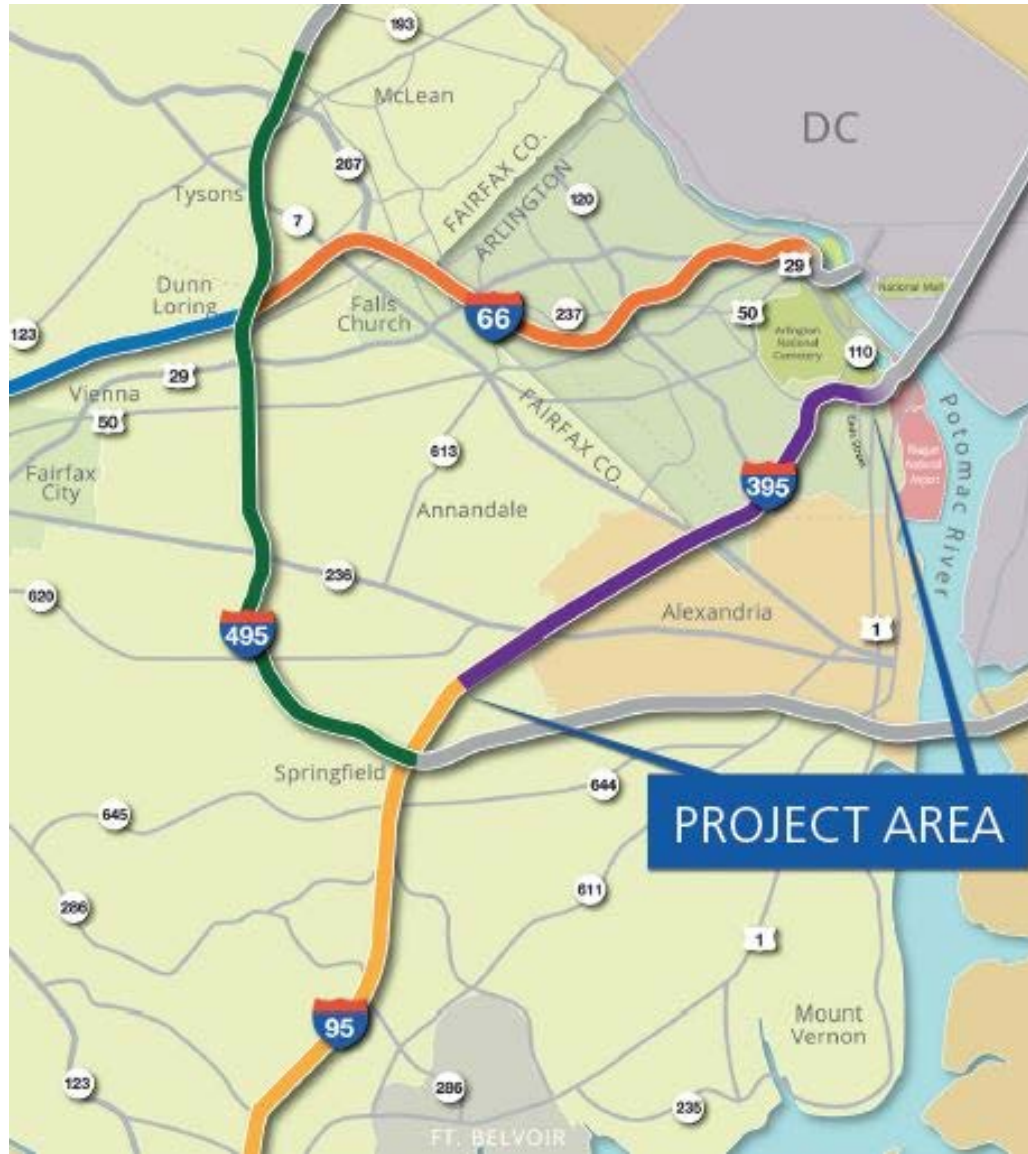 193
McLean
DC
267
FAIRFAX CO.
ARLINGTON
120
Tysons
7
29
Dunn
Loring
Falls
Church
66
237
50
National Mall
Arlington
National
Cemetery
110
123
29
Vienna
50
FAIRFAX CO.
Potomac River
613
395
Reagan
National
Airport
Fairfax
City
Annandale
236
620
495
Alexandria
1
Springfield
644
PROJECT AREA
645
611
286
1
95
Mount
Vernon
123
286
235
FT. BELVOIR